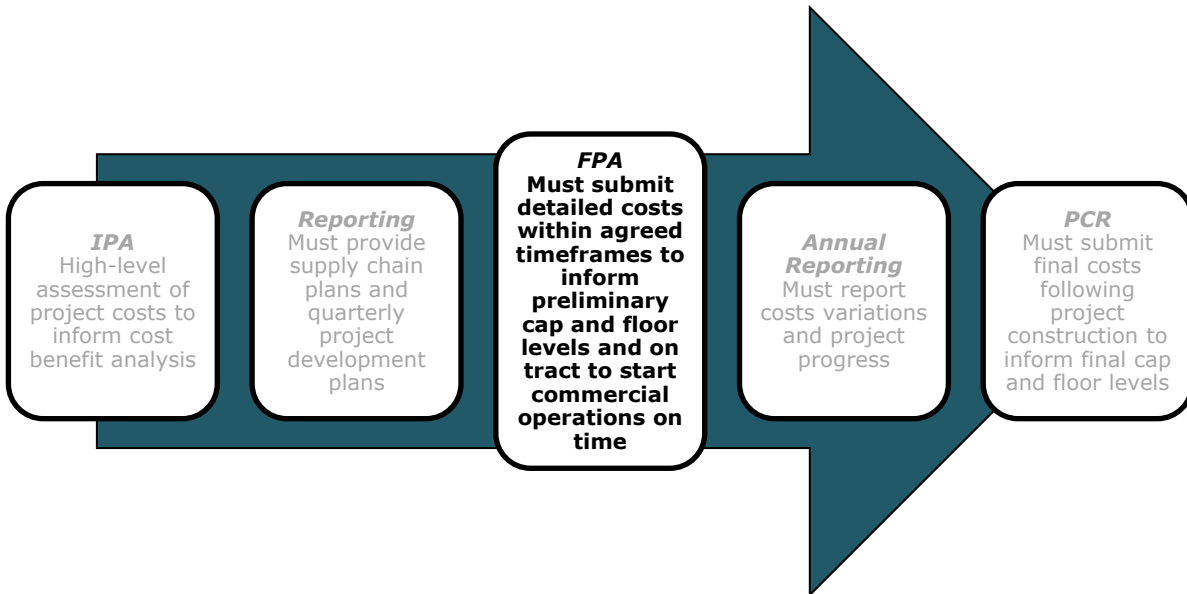 IPA
High-level
assessment of
project costs to
inform cost
benefit analysis
Reporting
Must provide
supply chain
plans and
quarterly
project
development
plans
FPA
Must submit
detailed costs
within agreed
timeframes to
inform
preliminary
cap and floor
levels and on
tract to start
commercial
operations on
time
Annual
Reporting
Must report
costs variations
and project
progress
PCR
Must submit
final costs
following
project
construction to
inform final cap
and floor levels